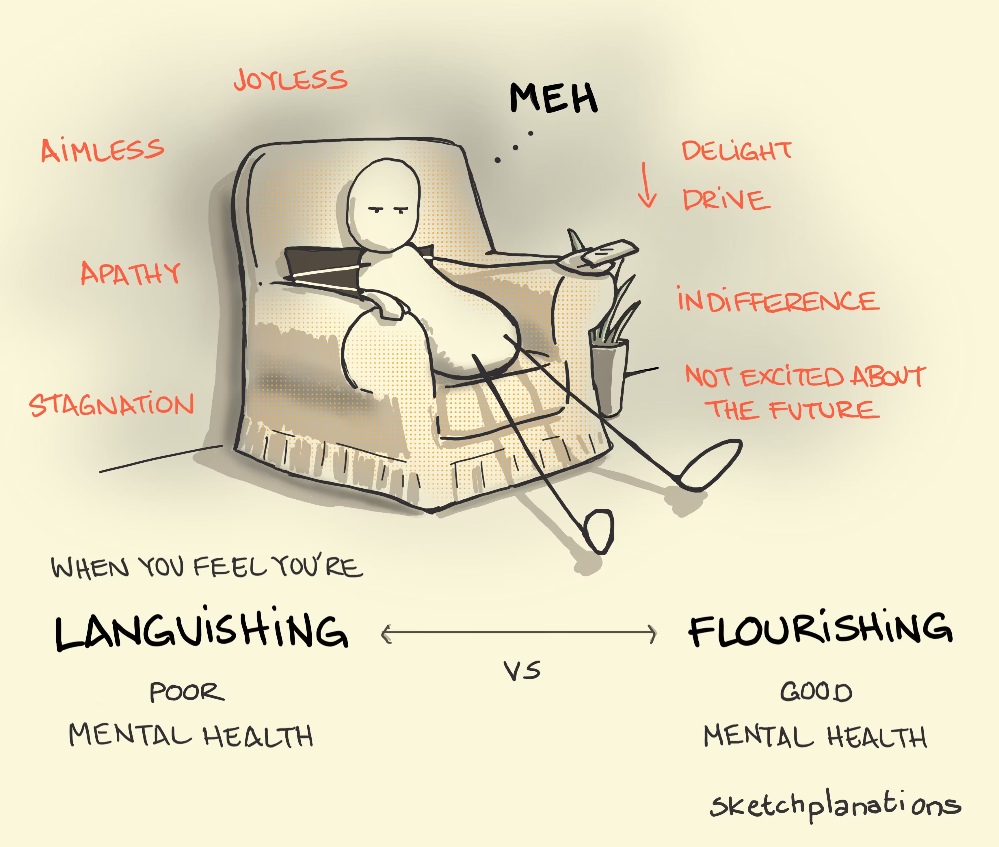 JOYLESS
MEH
AiMLESS
DELiGHT
DRiVE
APATHY
iNDiFFERENCE
NOT EXCiTED ABOUT
THE FUTURE
STAGNATiON
WHEN YOU FEEL YOU'RE
LANGUiSHiNG
FLOURiSHiNG
VS
POOR
MENTAL HEALTH
GOOD
MENTAL HEALTH
sketchplanations